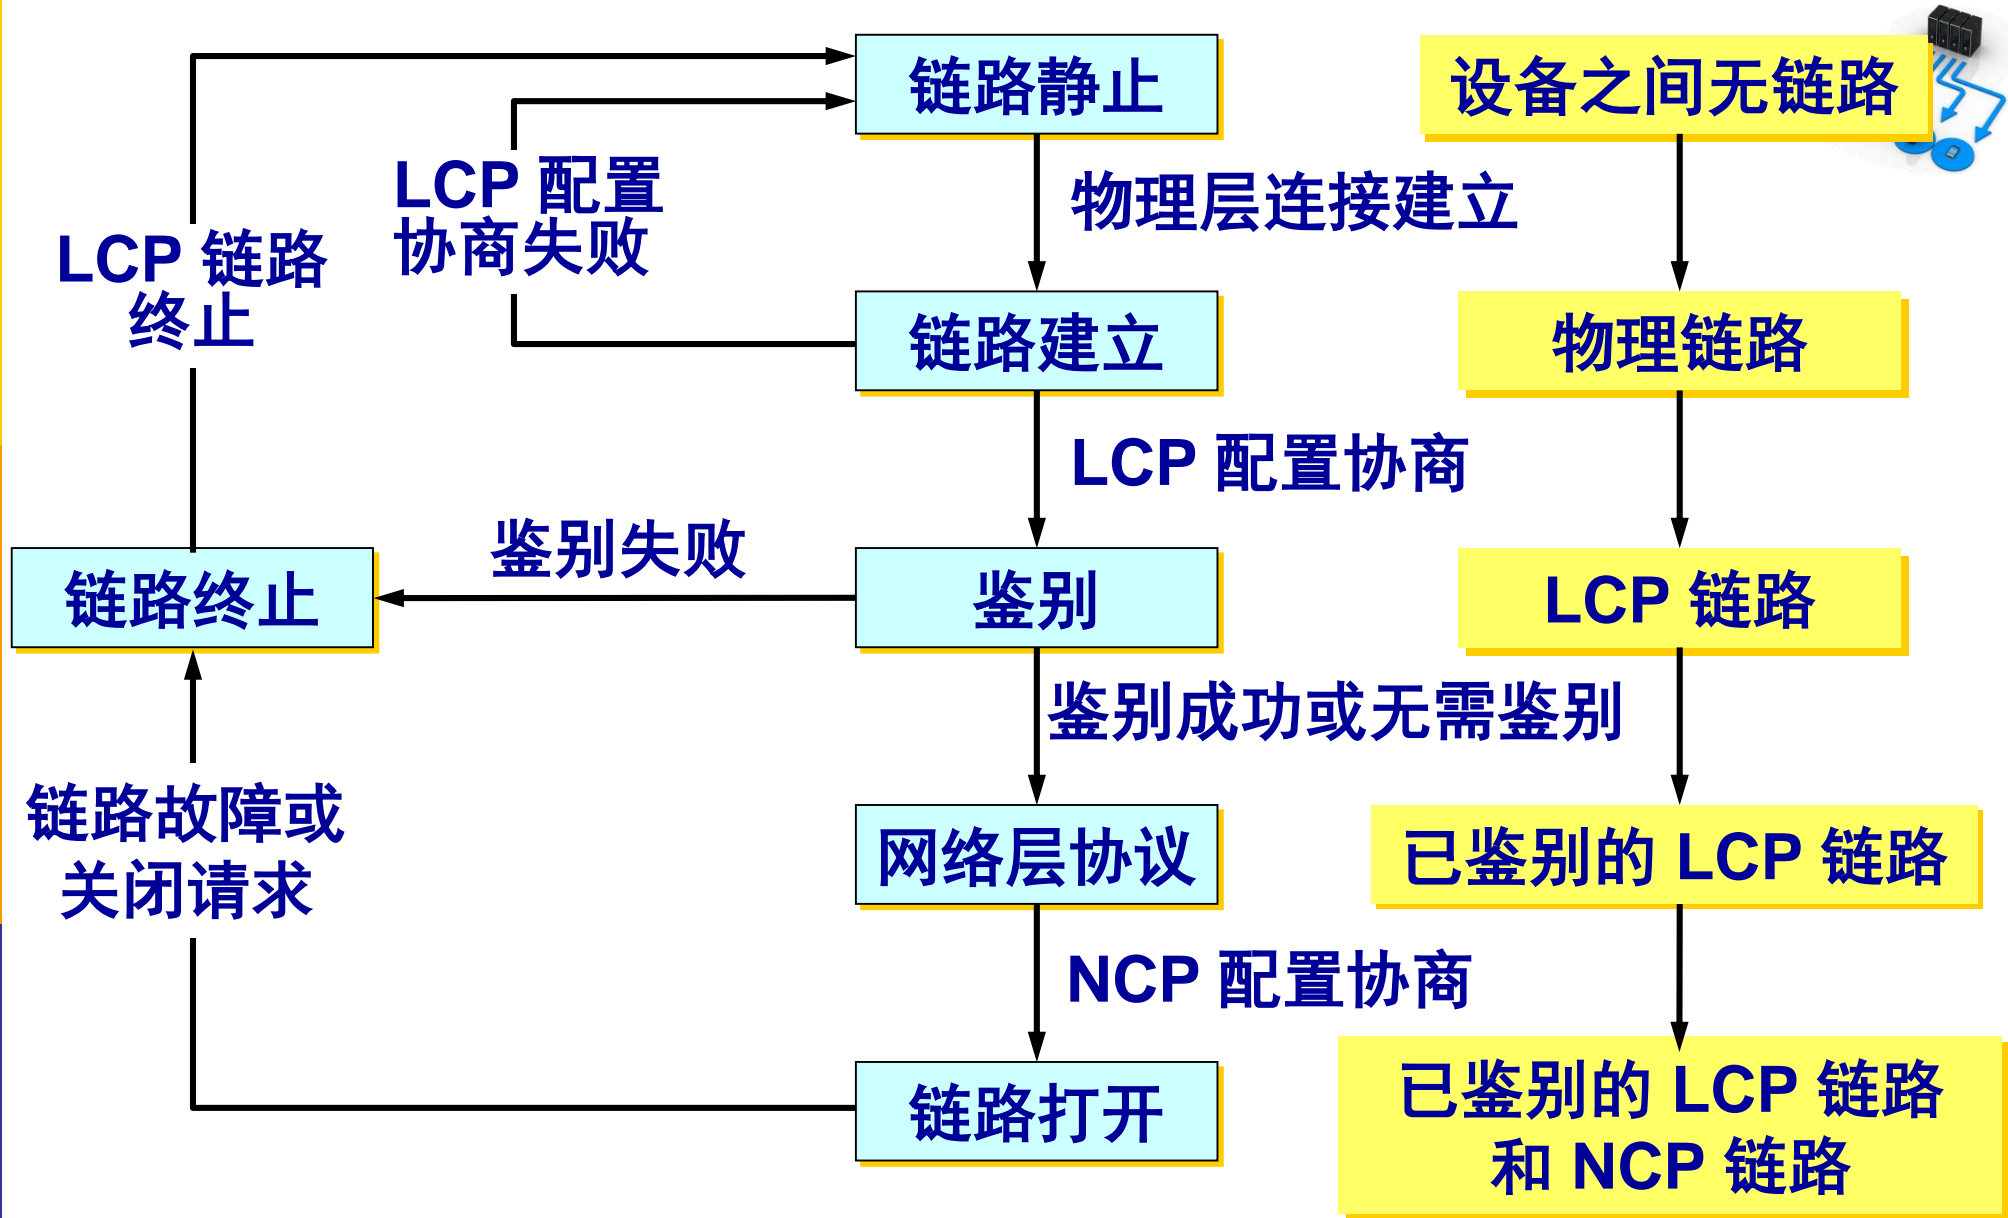 链路静止
设备之间无链路
LCP 配置
协商失败
物理层连接建立
LCP 链路
终止
链路建立
物理链路
LCP 配置协商
鉴别失败
链路终止
鉴别
LCP 链路
鉴别成功或无需鉴别
链路故障或
关闭请求
网络层协议
已鉴别的 LCP 链路
NCP 配置协商
链路打开
已鉴别的 LCP 链路
和 NCP 链路